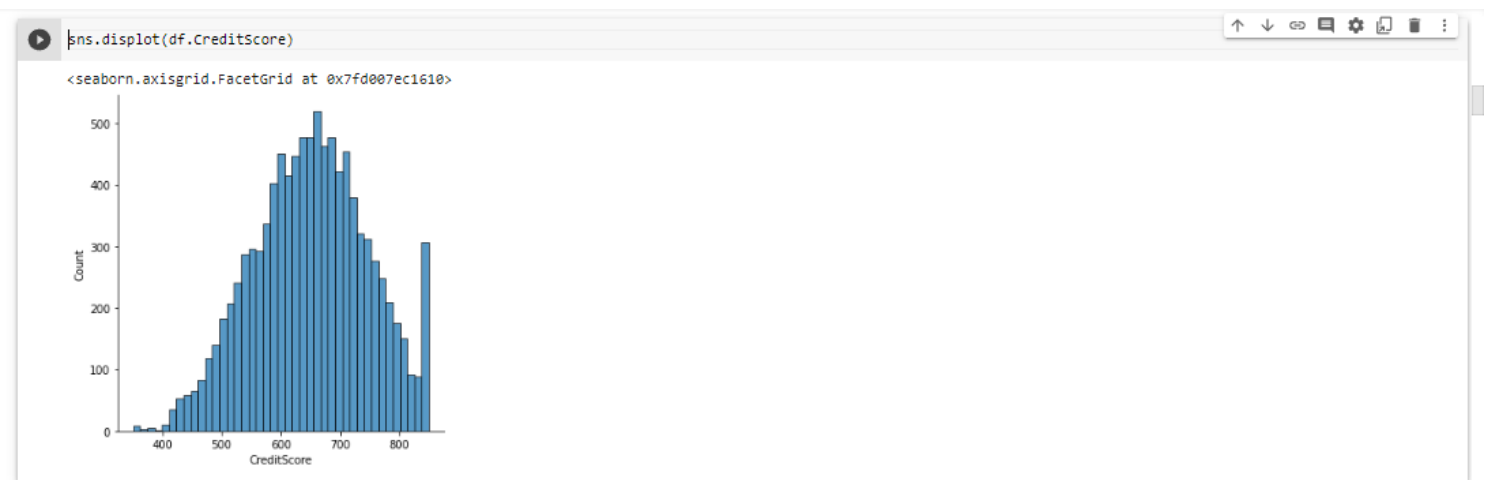 sns.displot(df.CreditScore)
<seaborn.axisgrid.FacetGrid at 0x7fd007ec1610>
500
400
300
200
100
0
Count
400 500 600 700 800
CreditScore